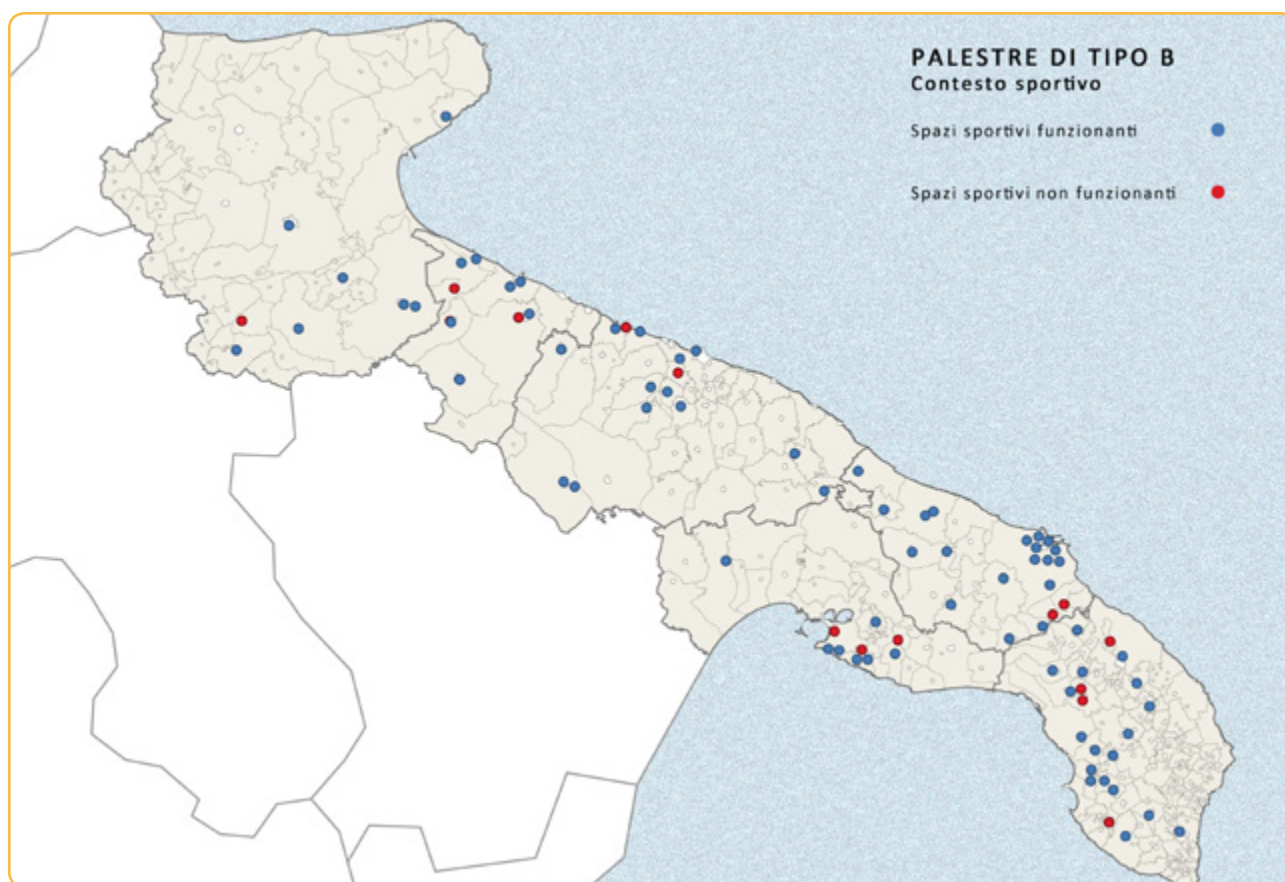 PALESTRE DI TIPO B
Contesto sportivo
Spazi sportivi funzionanti
Spazi sportivi non funzionanti